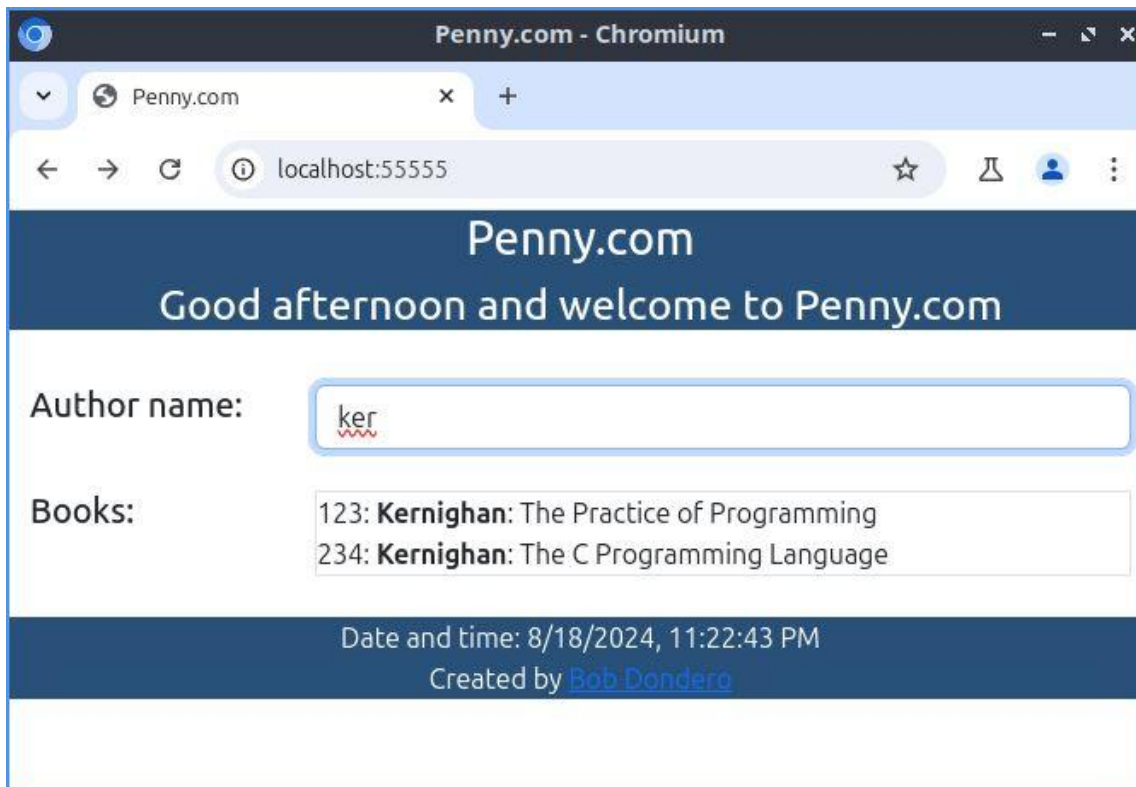 Penny.com - Chromium
Penny.com
localhost:55555
Penny.com
Good afternoon and welcome to Penny.com
Author name:
ker
Books:
123: Kernighan: The Practice of Programming
234: Kernighan: The C Programming Language
Date and time: 8/18/2024, 11:22:43 PM
Created by Bob Dondero